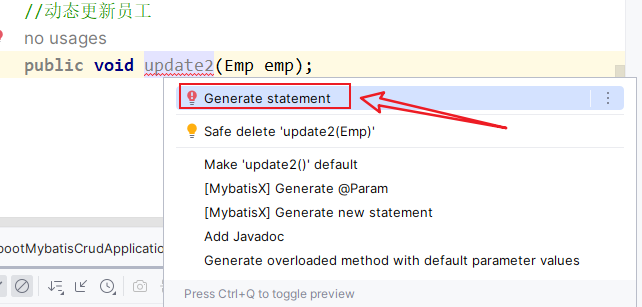 //动态更新员工
no usages
public void update2(Emp emp);
Generate statement
Safe delete 'update2(Emp)'
Make 'update2()' default
[MybatisX] Generate @Param
[MybatisX] Generate new statement
Add Javadoc
Generate overloaded method with default parameter values
Press Ctrl+Q to toggle preview
ootMybatisCrudApplication